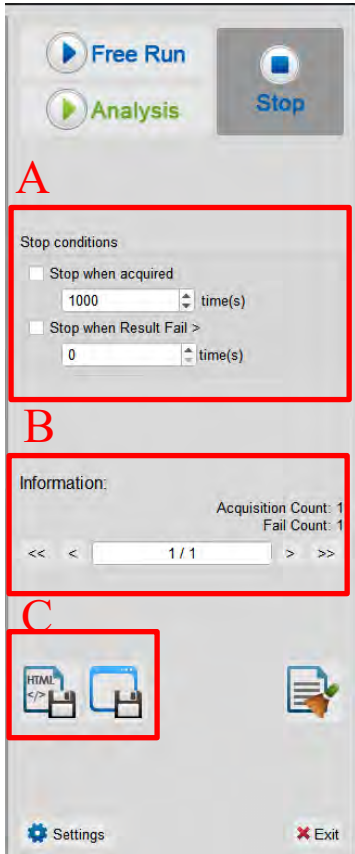 Free Run
Analysis
Stop
A
Stop conditions
Stop when acquired
1000 time(s)
Stop when Result Fail >
0 time(s)
B
Information:
Acquisition Count: 1
Fail Count: 1
<< < 1 / 1 > >>
C
HTML
</>
Settings
Exit